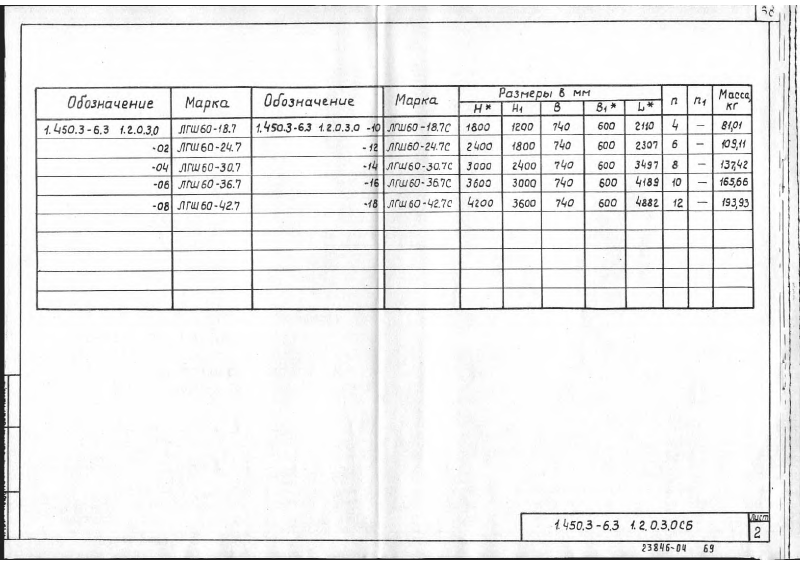 68
Обозначение Марка Обозначение Марка Размеры в мм n n₁ Масса, кг
H* H₁ B B₁* L*
1.450.3-6.3 1.2.0.3.0 ЛГШ60-18.7 1.450.3-6.3 1.2.0.3.0 -10 ЛГШ60-18.7С 1800 1200 740 600 2110 4 — 81,01
-02 ЛГШ60-24.7 -12 ЛГШ60-24.7С 2400 1800 740 600 2307 6 — 109,11
-04 ЛГШ60-30.7 -14 ЛГШ60-30.7С 3000 2400 740 600 3497 8 — 137,42
-06 ЛГШ60-36.7 -16 ЛГШ60-36.7С 3600 3000 740 600 4189 10 — 165,66
-08 ЛГШ60-42.7 -18 ЛГШ60-42.7С 4200 3600 740 600 4882 12 — 193,93
1.450.3-6.3 1.2.0.3.0СБ
Лист
2
23846-04 69